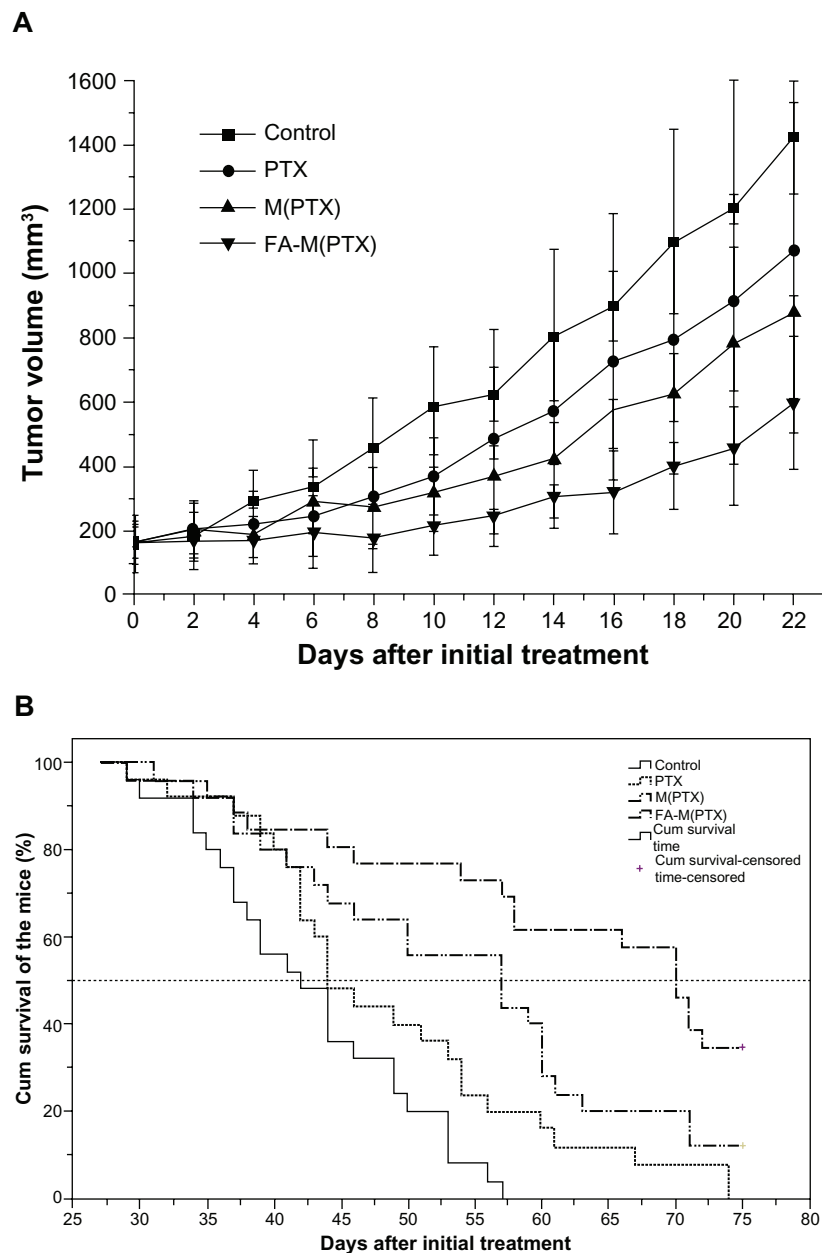 A
1600
1400
1200
1000
800
600
400
200
0
Tumor volume (mm³)
Control
PTX
M(PTX)
FA-M(PTX)
0 2 4 6 8 10 12 14 16 18 20 22
Days after initial treatment
B
100
80
60
40
20
0
Cum survival of the mice (%)
Control
PTX
M(PTX)
FA-M(PTX)
Cum survival
time
Cum survival-censored
time-censored
25 30 35 40 45 50 55 60 65 70 75 80
Days after initial treatment